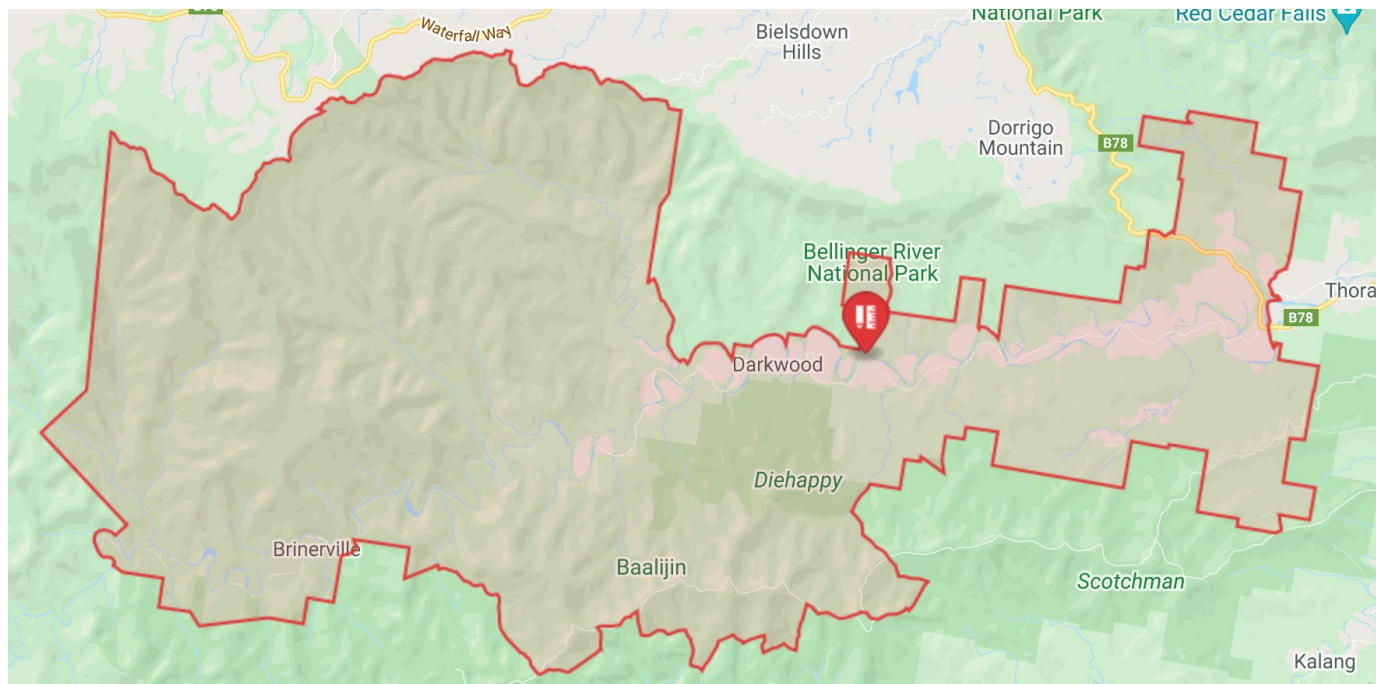 National Park
Red Cedar Falls
Waterfall Way
Bielsdown
Hills
Dorrigo
Mountain
B78
Bellinger River
National Park
Thora
B78
Darkwood
Diehappy
Brinerville
Baalijin
Scotchman
Kalang